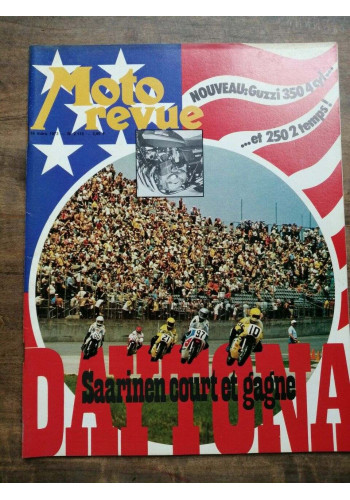 Moto
revue
NOUVEAU: Guzzi 350 4 cyl...
...et 250 2 temps!
DAYTONA
Saarinen court et gagne